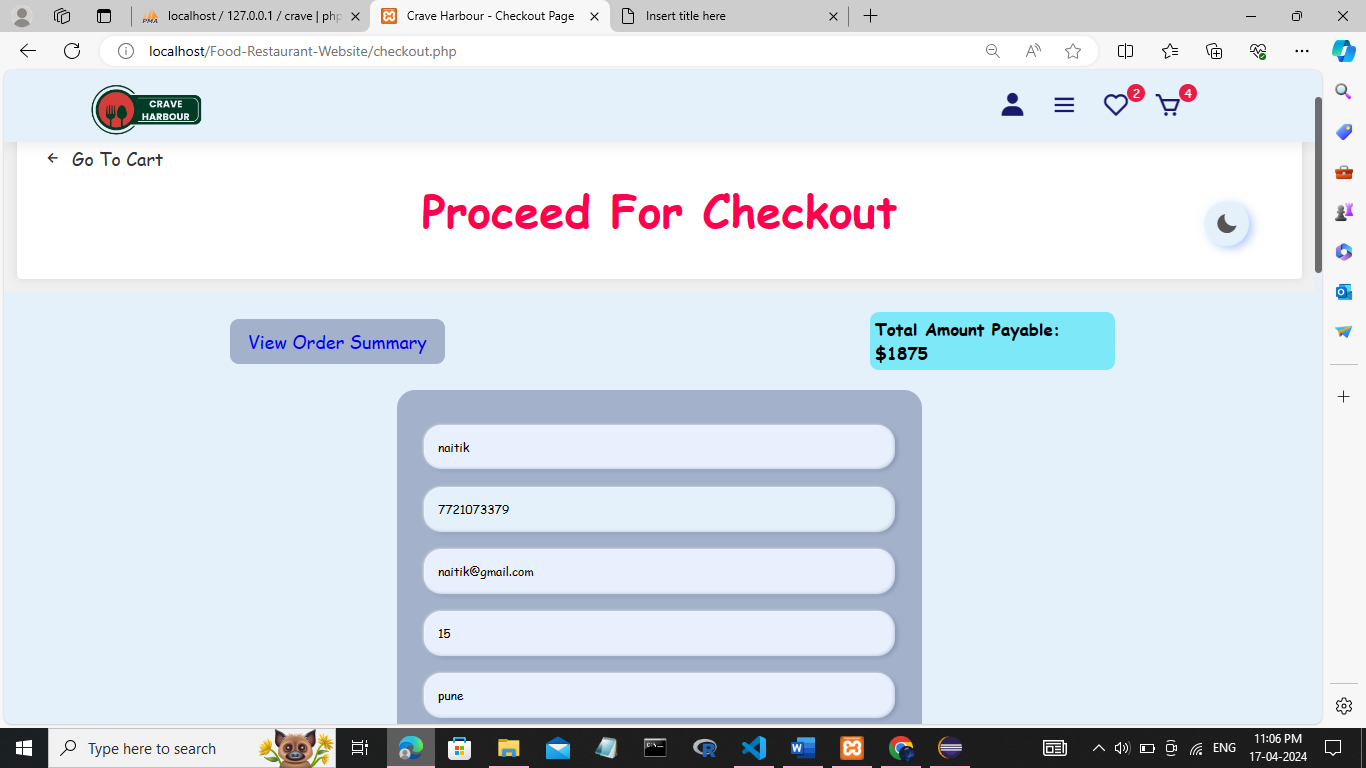 localhost / 127.0.0.1 / crave | php
Crave Harbour - Checkout Page
Insert title here
localhost/Food-Restaurant-Website/checkout.php
CRAVE
HARBOUR
2
4
Go To Cart
Proceed For Checkout
View Order Summary
Total Amount Payable:
$1875
naitik
7721073379
naitik@gmail.com
15
pune
Type here to search
ENG
11:06 PM
17-04-2024